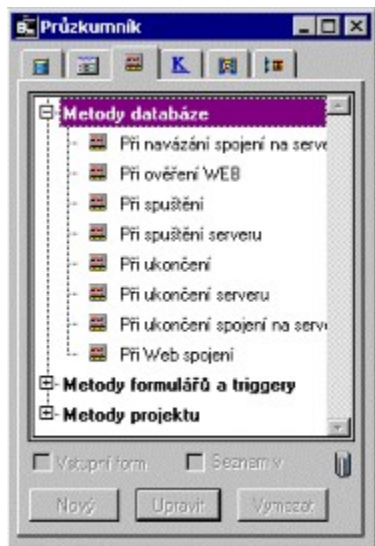 Průzkumník
K
Metody databáze
Při navázání spojení na serve
Při ověření WEB
Při spuštění
Při spuštění serveru
Při ukončení
Při ukončení serveru
Při ukončení spojení na serv
Při Web spojení
Metody formulářů a triggery
Metody projektu
Vstupní form Seznam v
Nový Upravit Vymazat